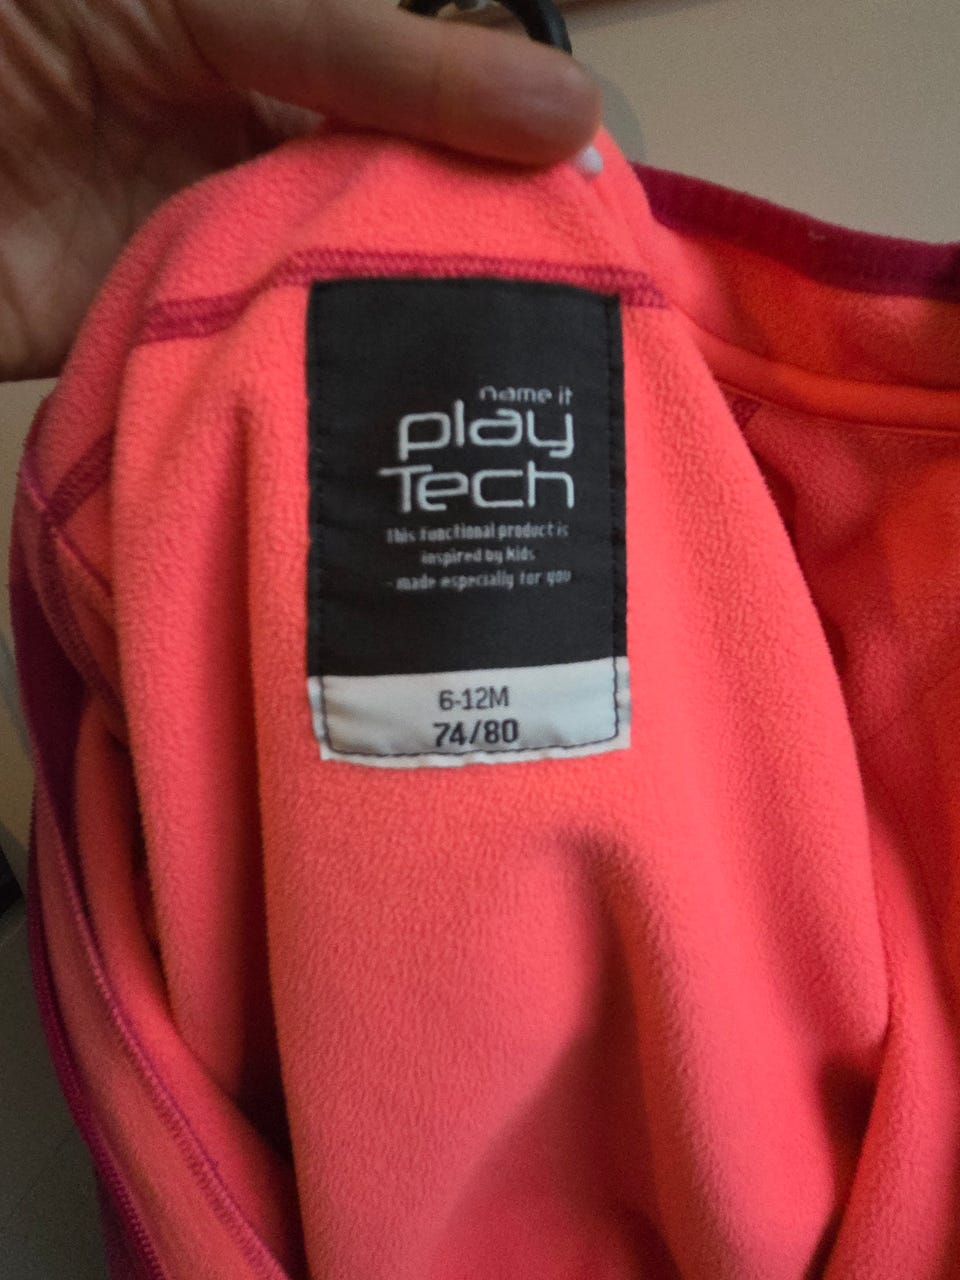 name it
play
Tech
This functional product is
inspired by kids
- made especially for you
6-12M
74/80